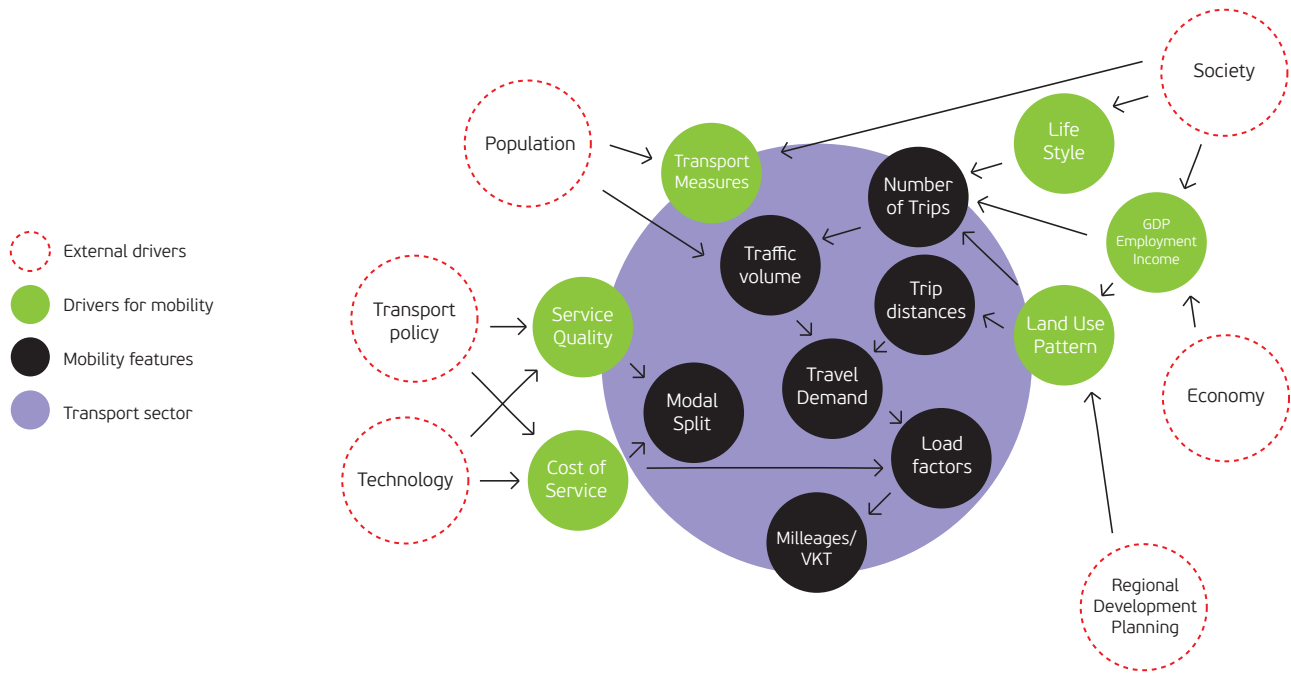 External drivers
Drivers for mobility
Mobility features
Transport sector
Population
Transport
policy
Technology
Service
Quality
Cost of
Service
Transport
Measures
Traffic
volume
Modal
Split
Number
of Trips
Trip
distances
Travel
Demand
Load
factors
Milleages/
VKT
Life
Style
Society
GDP
Employment
Income
Land Use
Pattern
Economy
Regional
Development
Planning